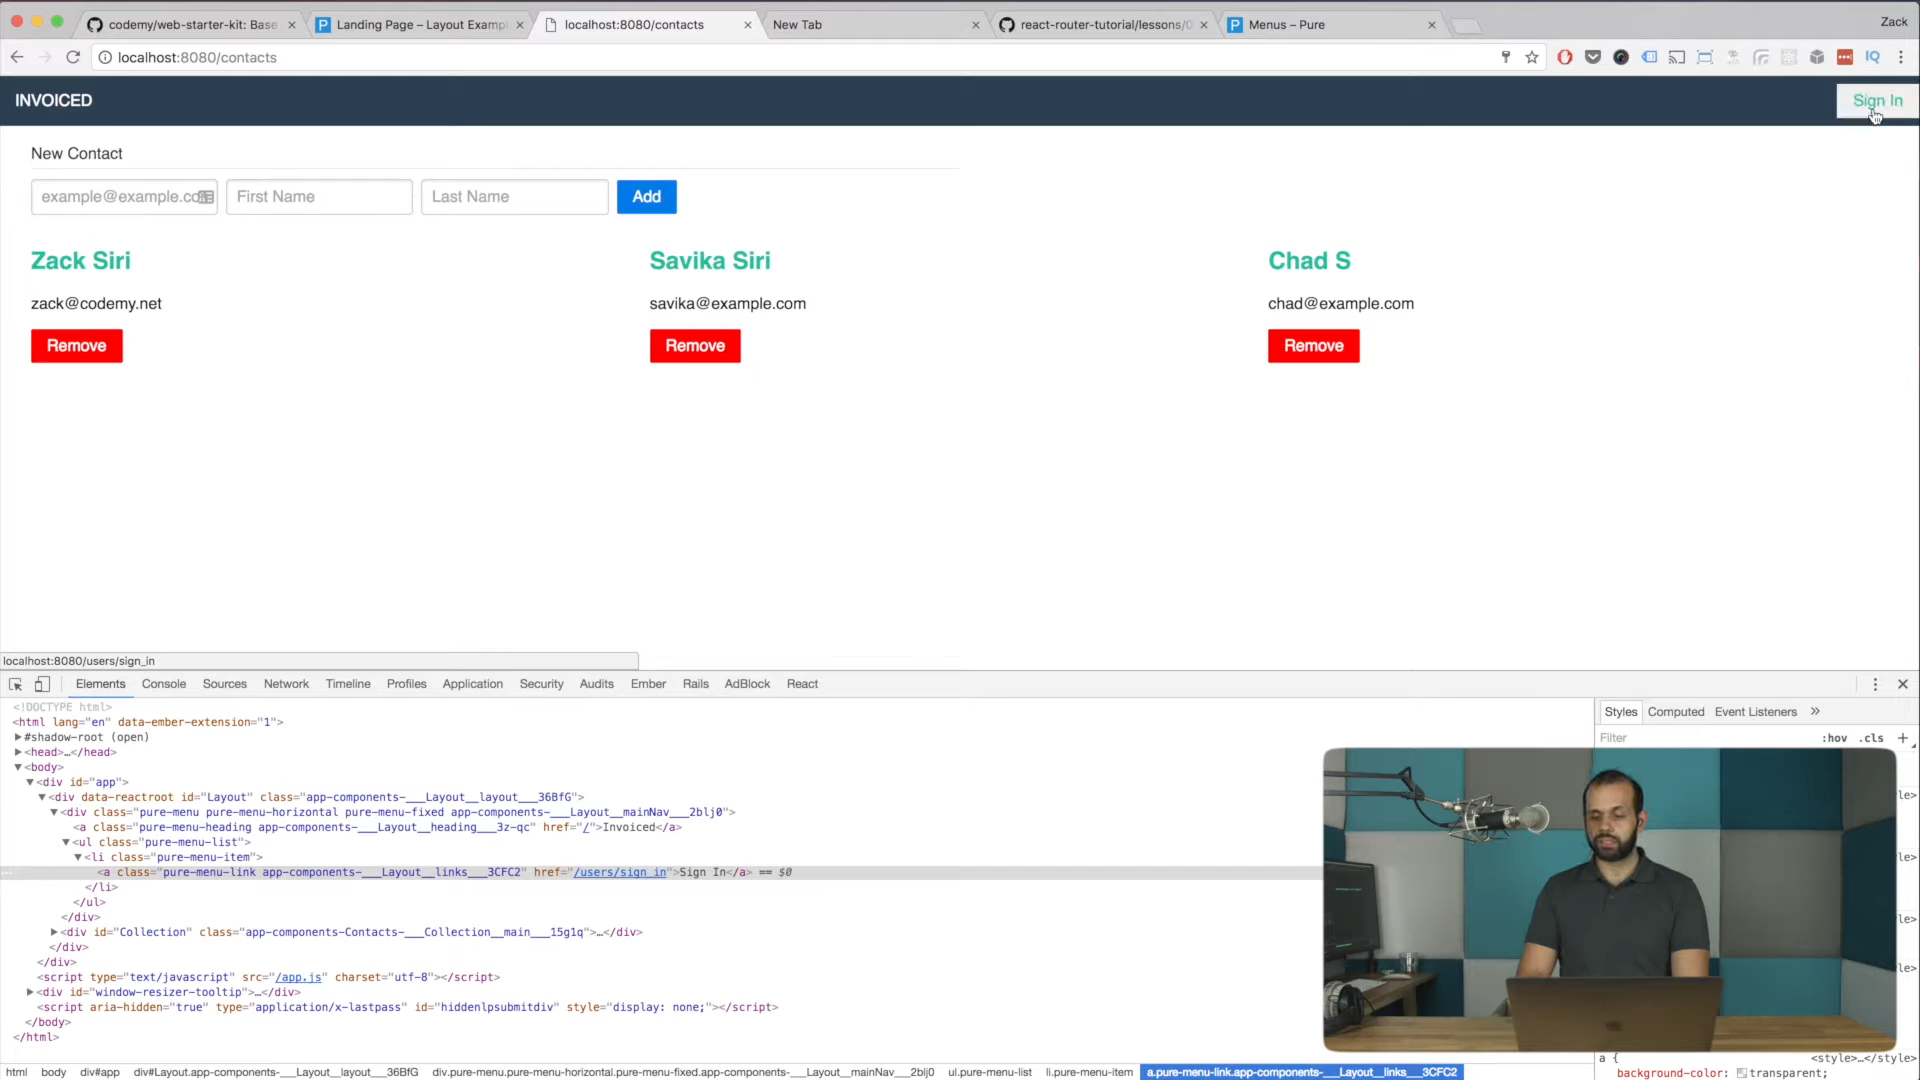 codemy/web-starter-kit: Base
Landing Page – Layout Exampl
localhost:8080/contacts
New Tab
react-router-tutorial/lessons/0
Menus – Pure
Zack
localhost:8080/contacts
INVOICED
Sign In
New Contact
example@example.co
First Name
Last Name
Add
Zack Siri
Savika Siri
Chad S
zack@codemy.net
savika@example.com
chad@example.com
Remove
Remove
Remove
localhost:8080/users/sign_in
Elements Console Sources Network Timeline Profiles Application Security Audits Ember Rails AdBlock React
<!DOCTYPE html>
<html lang="en" data-ember-extension="1">
#shadow-root (open)
<head>…</head>
<body>
<div id="app">
<div data-reactroot id="Layout" class="app-components-___Layout__layout___36BfG">
<div class="pure-menu pure-menu-horizontal pure-menu-fixed app-components-___Layout__mainNav___2blj0">
<a class="pure-menu-heading app-components-___Layout__heading___3z-qc" href="/">Invoiced</a>
<ul class="pure-menu-list">
<li class="pure-menu-item">
<a class="pure-menu-link app-components-___Layout__links___3CFC2" href="/users/sign_in">Sign In</a> == $0
</li>
</ul>
</div>
<div id="Collection" class="app-components-Contacts-___Collection__main___15g1q">…</div>
</div>
</div>
<script type="text/javascript" src="/app.js" charset="utf-8"></script>
<div id="window-resizer-tooltip">…</div>
<script aria-hidden="true" type="application/x-lastpass" id="hiddenlpsubmitdiv" style="display: none;"></script>
</body>
</html>
html body div#app div#Layout.app-components-___Layout__layout___36BfG div.pure-menu.pure-menu-horizontal.pure-menu-fixed.app-components-___Layout__mainNav___2blj0 ul.pure-menu-list li.pure-menu-item a.pure-menu-link.app-components-___Layout__links___3CFC2
Styles Computed Event Listeners »
Filter :hov .cls +
le>
le>
le>
le>
a { <style>…</style>
background-color: transparent;